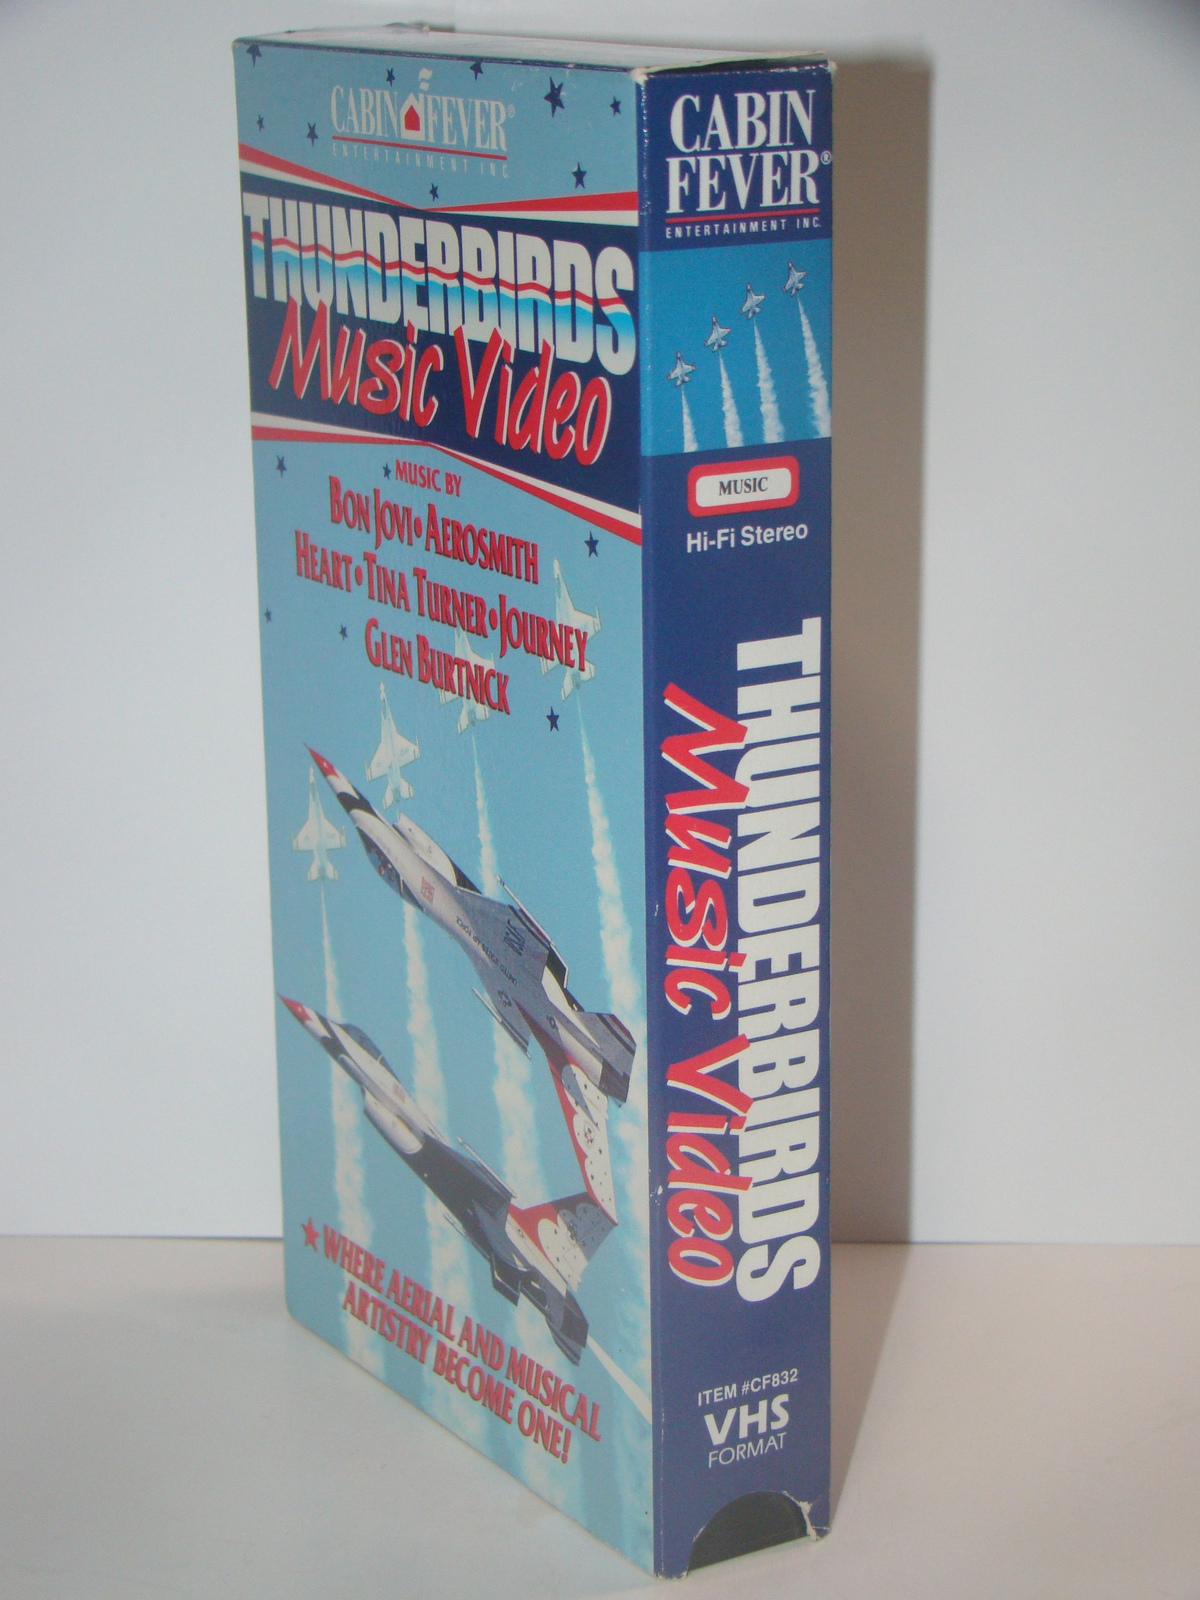 CABIN FEVER®
ENTERTAINMENT INC
THUNDERBIRDS
Music Video
MUSIC BY
BON JOVI • AEROSMITH
HEART • TINA TURNER • JOURNEY
GLEN BURTNICK
WHERE AERIAL AND MUSICAL
ARTISTRY BECOME ONE!
CABIN
FEVER®
ENTERTAINMENT INC.
MUSIC
Hi-Fi Stereo
THUNDERBIRDS
Music Video
ITEM #CF832
VHS
FORMAT